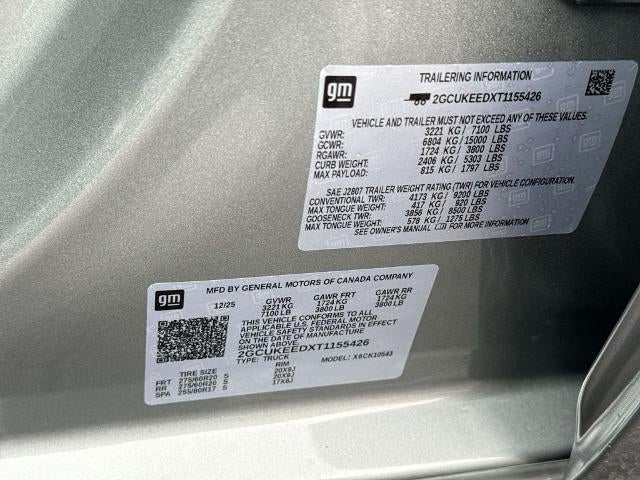 gm
TRAILERING INFORMATION
2GCUKEEDXT1155426
VEHICLE AND TRAILER MUST NOT EXCEED ANY OF THESE VALUES.
GVWR: 3221 KG / 7100 LBS
GCWR: 6804 KG / 15000 LBS
RGAWR: 1724 KG / 3800 LBS
CURB WEIGHT: 2406 KG / 5303 LBS
MAX PAYLOAD: 815 KG / 1797 LBS
SAE J2807 TRAILER WEIGHT RATING (TWR) FOR VEHICLE CONFIGURATION.
CONVENTIONAL TWR: 4173 KG / 9200 LBS
MAX TONGUE WEIGHT: 417 KG / 920 LBS
GOOSENECK TWR: 3856 KG / 8500 LBS
MAX TONGUE WEIGHT: 578 KG / 1275 LBS
SEE OWNER'S MANUAL FOR MORE INFORMATION
gm
MFD BY GENERAL MOTORS OF CANADA COMPANY
12/25 GVWR GAWR FRT GAWR RR
3221 KG 1724 KG 1724 KG
7100 LB 3800 LB 3800 LB
THIS VEHICLE CONFORMS TO ALL
APPLICABLE U.S. FEDERAL MOTOR
VEHICLE SAFETY STANDARDS IN EFFECT
ON THE DATE OF MANUFACTURE
SHOWN ABOVE.
2GCUKEEDXT1155426
TYPE: TRUCK MODEL: X6CK10543
TIRE SIZE RIM
FRT 275/60R20 S 20X9J
RR 275/60R20 S 20X9J
SPA 255/80R17 S 17X8J